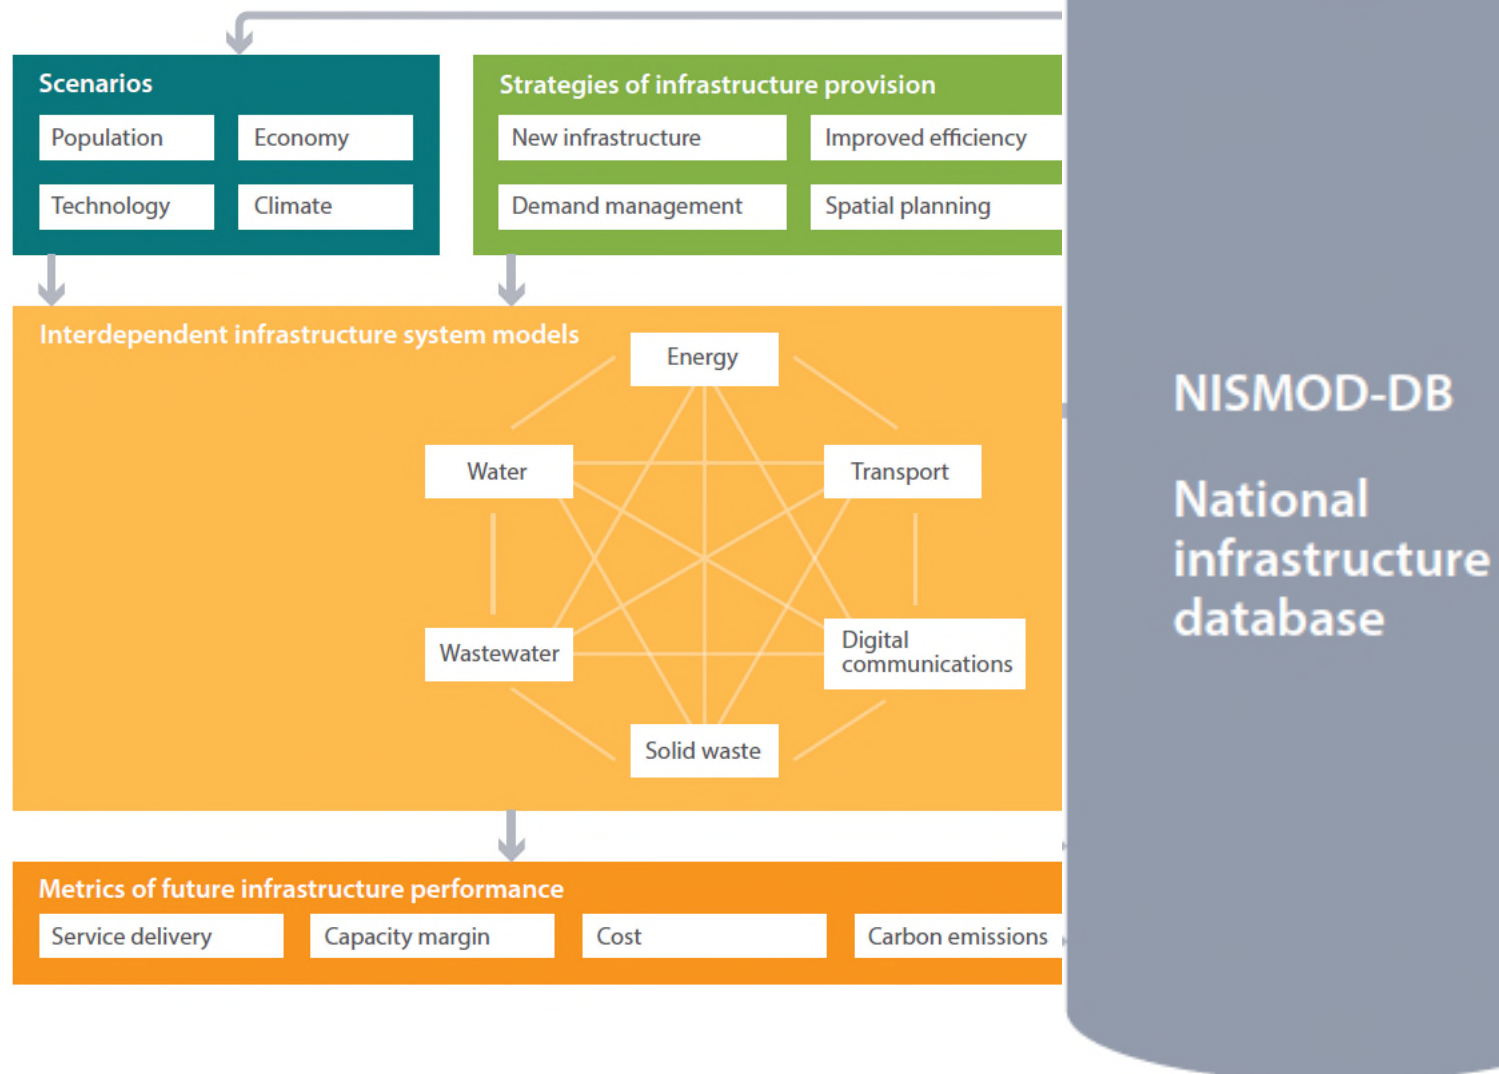 Scenarios
Population
Economy
Technology
Climate
Strategies of infrastructure provision
New infrastructure
Improved efficiency
Demand management
Spatial planning
Interdependent infrastructure system models
Energy
Water
Transport
Wastewater
Digital
communications
Solid waste
Metrics of future infrastructure performance
Service delivery
Capacity margin
Cost
Carbon emissions
NISMOD-DB
National
infrastructure
database